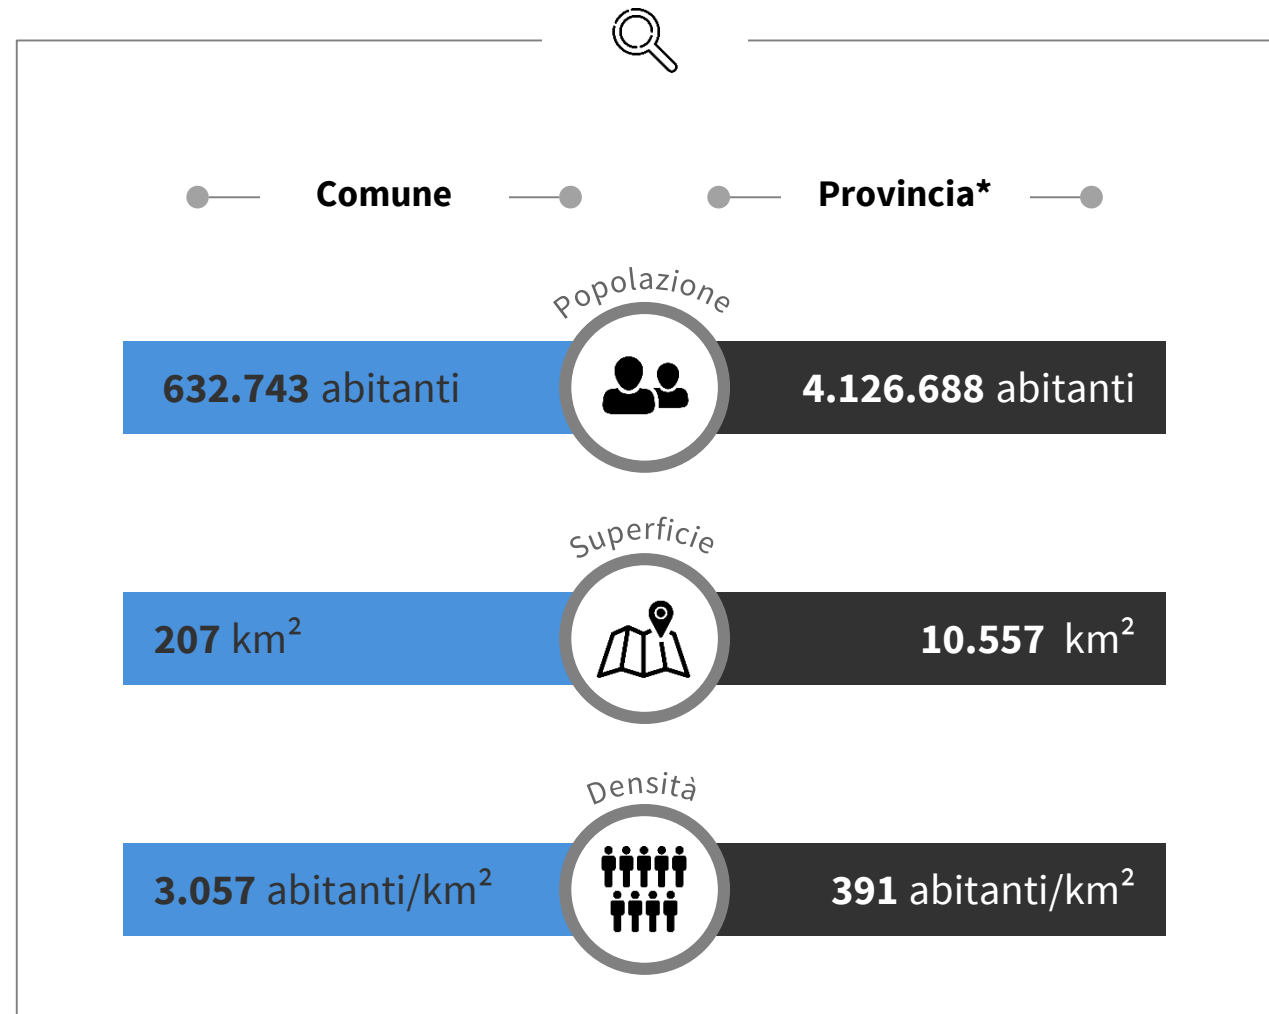 Comune
Provincia*
Popolazione
632.743 abitanti
4.126.688 abitanti
Superficie
207 km²
10.557 km²
Densità
3.057 abitanti/km²
391 abitanti/km²